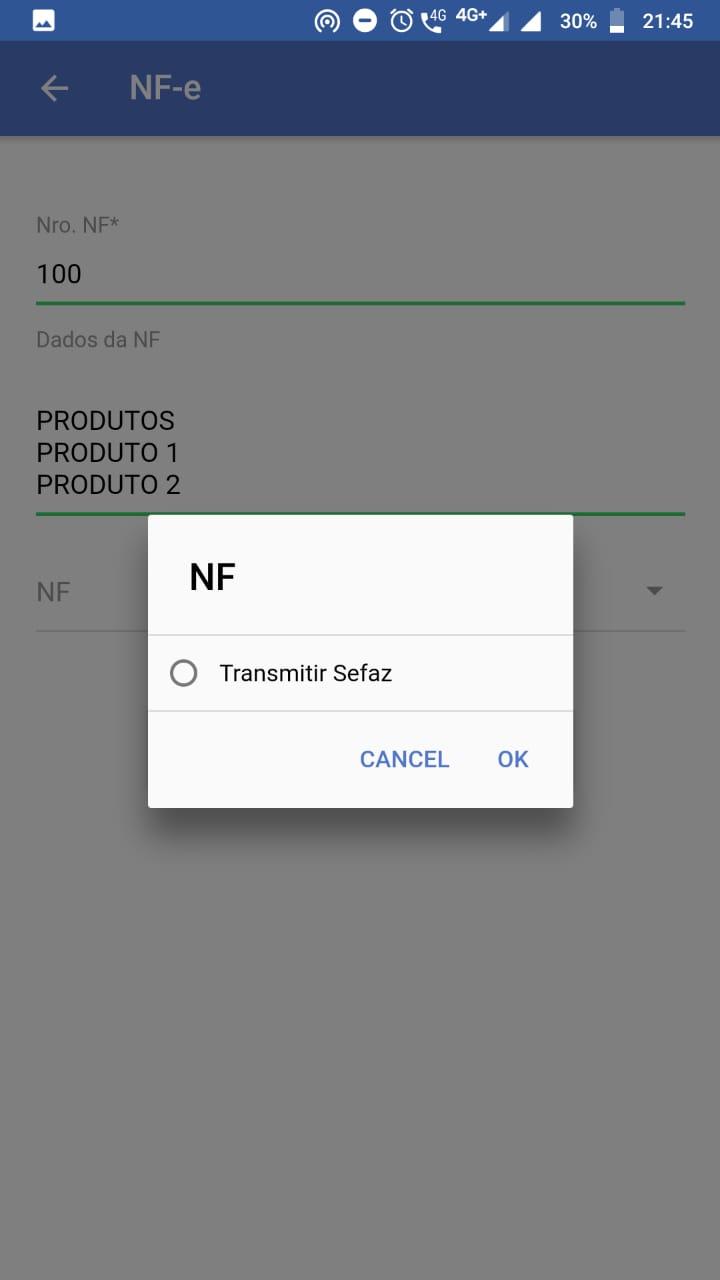 4G 4G+ 30% 21:45
NF-e
Nro. NF*
100
Dados da NF
PRODUTOS
PRODUTO 1
PRODUTO 2
NF
NF
Transmitir Sefaz
CANCEL OK